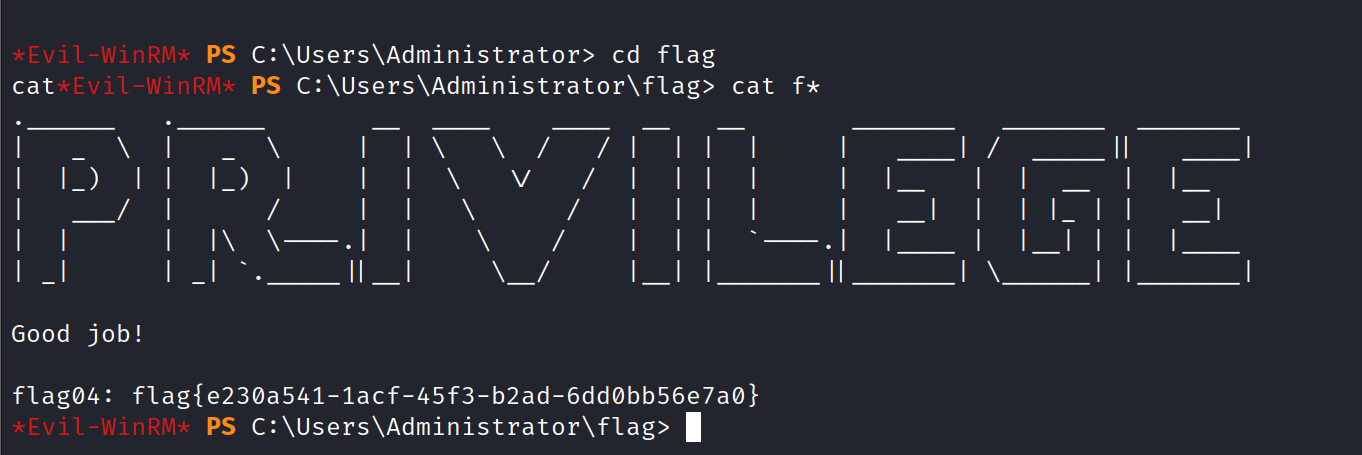 *Evil-WinRM* PS C:\Users\Administrator> cd flag
cat*Evil-WinRM* PS C:\Users\Administrator\flag> cat f*
PRIVILEGE
Good job!
flag04: flag{e230a541-1acf-45f3-b2ad-6dd0bb56e7a0}
*Evil-WinRM* PS C:\Users\Administrator\flag>